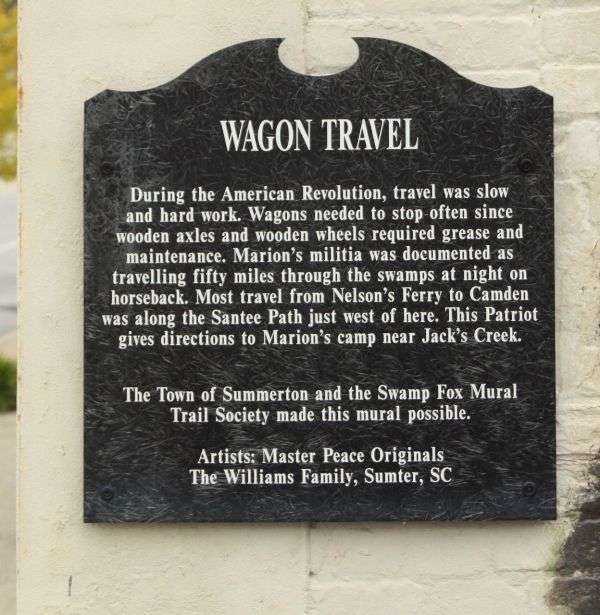 WAGON TRAVEL
During the American Revolution, travel was slow
and hard work. Wagons needed to stop often since
wooden axles and wooden wheels required grease and
maintenance. Marion's militia was documented as
travelling fifty miles through the swamps at night on
horseback. Most travel from Nelson's Ferry to Camden
was along the Santee Path just west of here. This Patriot
gives directions to Marion's camp near Jack's Creek.
The Town of Summerton and the Swamp Fox Mural
Trail Society made this mural possible.
Artists: Master Peace Originals
The Williams Family, Sumter, SC